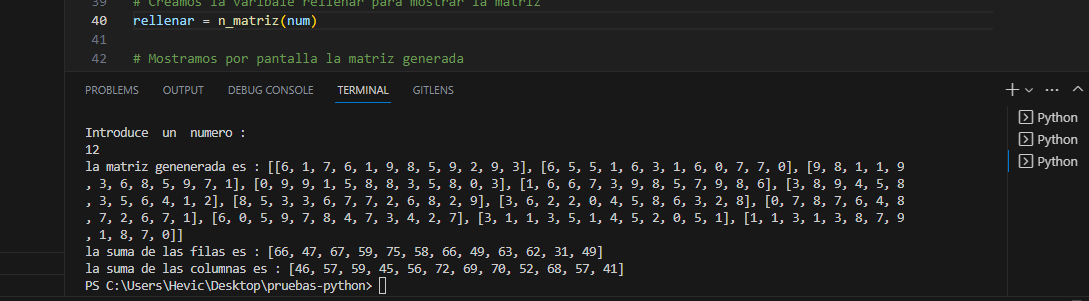 39 # Creamos la varibale rellenar para mostrar la matriz
40 rellenar = n_matriz(num)
41
42 # Mostramos por pantalla la matriz generada
PROBLEMS OUTPUT DEBUG CONSOLE TERMINAL GITLENS
Python
Python
Python
Introduce  un  numero :
12
la matriz genenerada es : [[6, 1, 7, 6, 1, 9, 8, 5, 9, 2, 9, 3], [6, 5, 5, 1, 6, 3, 1, 6, 0, 7, 7, 0], [9, 8, 1, 1, 9
, 3, 6, 8, 5, 9, 7, 1], [0, 9, 9, 1, 5, 8, 8, 3, 5, 8, 0, 3], [1, 6, 6, 7, 3, 9, 8, 5, 7, 9, 8, 6], [3, 8, 9, 4, 5, 8
, 3, 5, 6, 4, 1, 2], [8, 5, 3, 3, 6, 7, 7, 2, 6, 8, 2, 9], [3, 6, 2, 2, 0, 4, 5, 8, 6, 3, 2, 8], [0, 7, 8, 7, 6, 4, 8
, 7, 2, 6, 7, 1], [6, 0, 5, 9, 7, 8, 4, 7, 3, 4, 2, 7], [3, 1, 1, 3, 5, 1, 4, 5, 2, 0, 5, 1], [1, 1, 3, 1, 3, 8, 7, 9
, 1, 8, 7, 0]]
la suma de las filas es : [66, 47, 67, 59, 75, 58, 66, 49, 63, 62, 31, 49]
la suma de las columnas es : [46, 57, 59, 45, 56, 72, 69, 70, 52, 68, 57, 41]
PS C:\Users\Hevic\Desktop\pruebas-python>